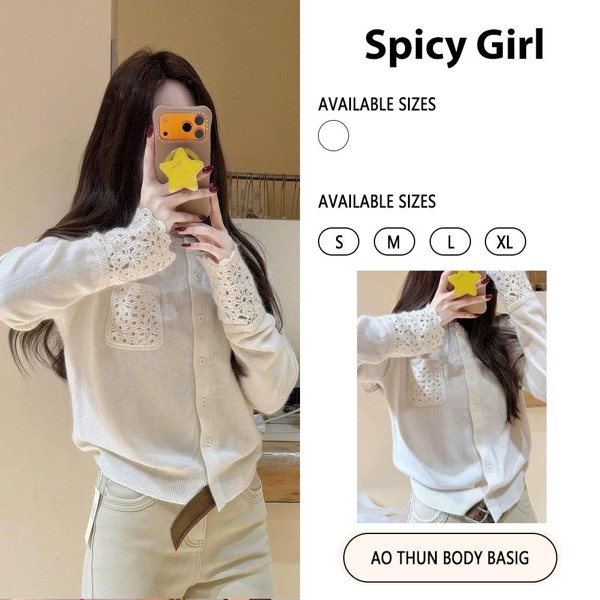 Spicy Girl
AVAILABLE SIZES
AVAILABLE SIZES
S M L XL
AO THUN BODY BASIG